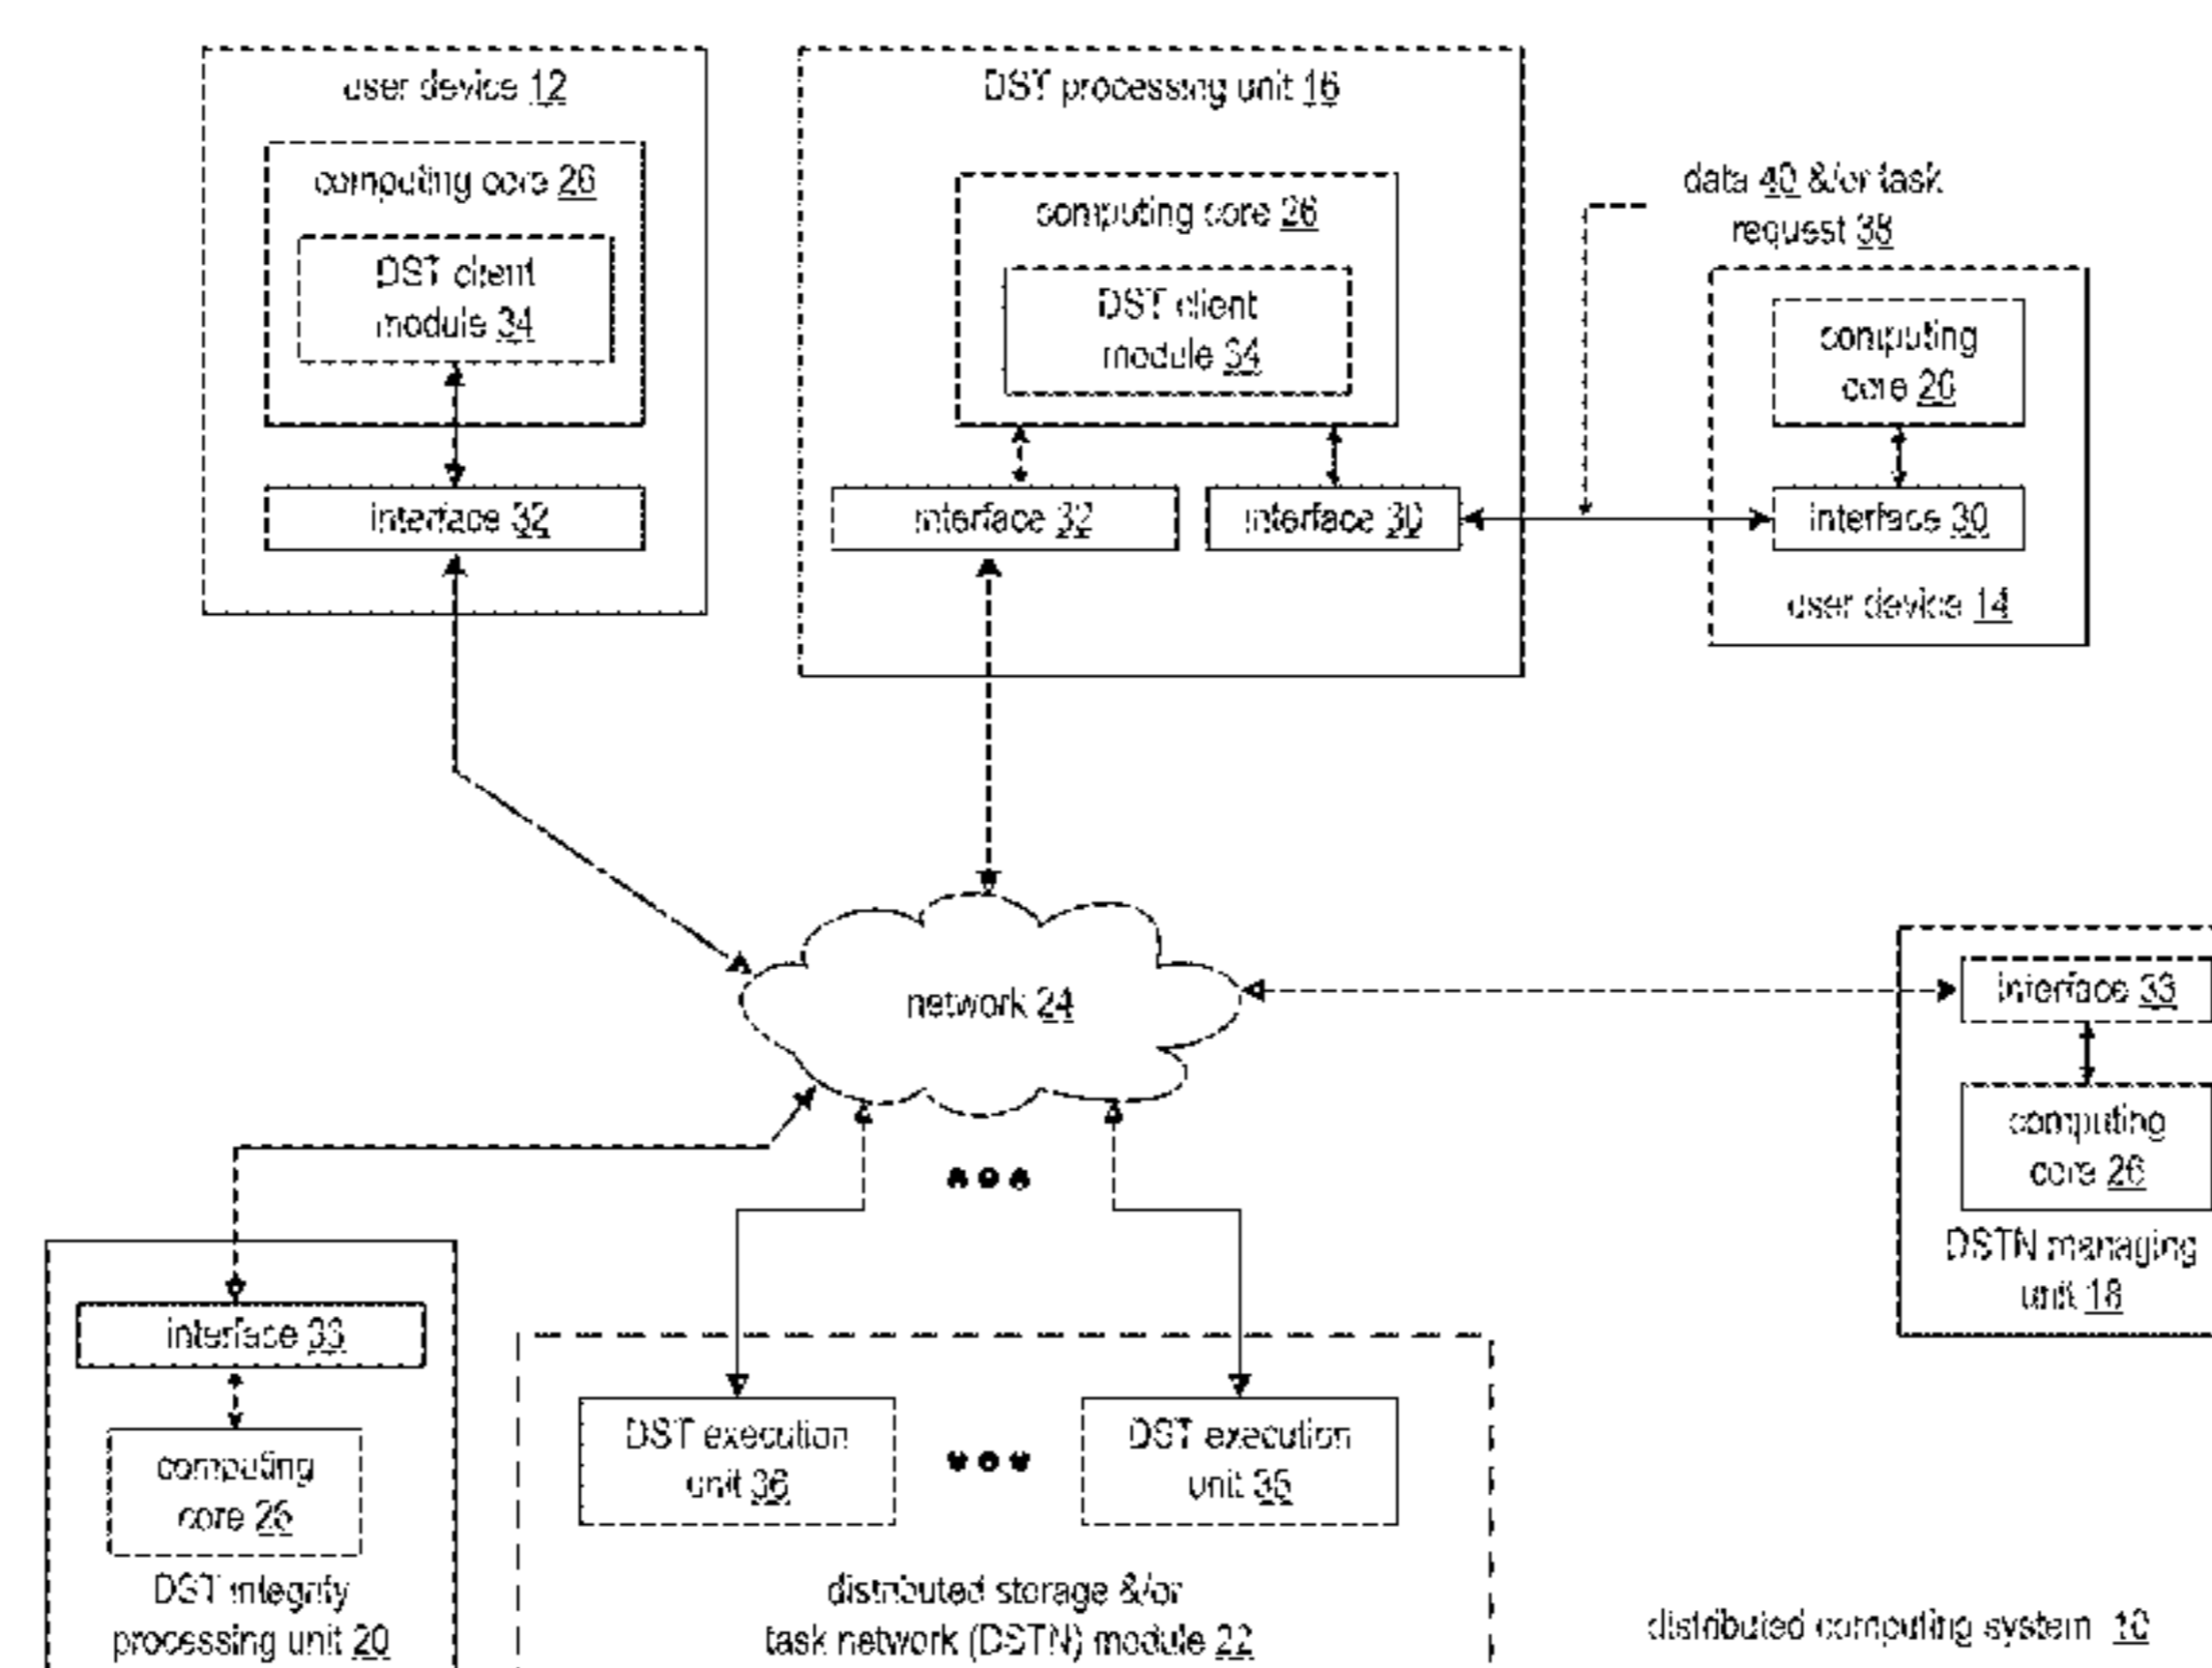 user device 12
computing core 26
DST client
module 34
interface 32
DST processing unit 16
computing core 26
DST client
module 34
interface 32
interface 30
data 40 &/or task
request 38
computing
core 26
interface 30
user device 14
network 24
interface 33
computing
core 26
DSTN managing
unit 18
interface 33
computing
core 26
DST integrity
processing unit 20
DST execution
unit 36
DST execution
unit 36
distributed storage &/or
task network (DSTN) module 22
distributed computing system 10